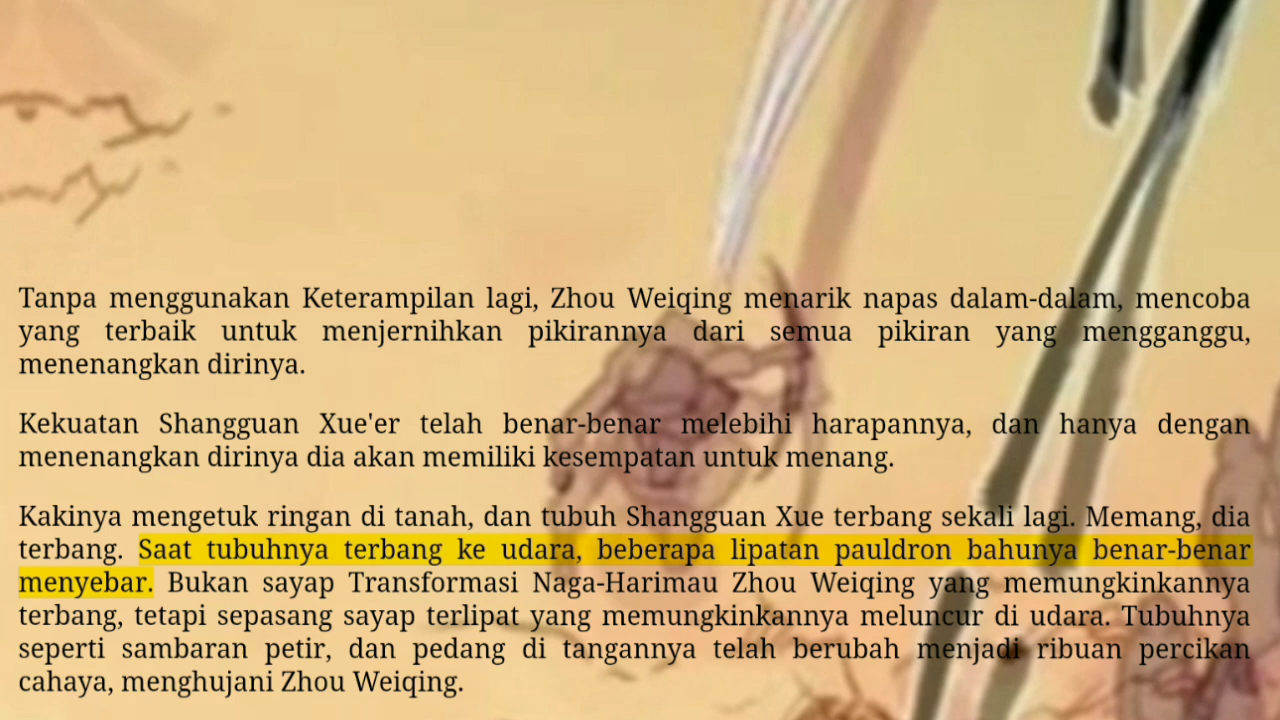 Tanpa menggunakan Keterampilan lagi, Zhou Weiqing menarik napas dalam-dalam, mencoba
yang terbaik untuk menjernihkan pikirannya dari semua pikiran yang mengganggu,
menenangkan dirinya.
Kekuatan Shangguan Xue'er telah benar-benar melebihi harapannya, dan hanya dengan
menenangkan dirinya dia akan memiliki kesempatan untuk menang.
Kakinya mengetuk ringan di tanah, dan tubuh Shangguan Xue terbang sekali lagi. Memang, dia
terbang. Saat tubuhnya terbang ke udara, beberapa lipatan pauldron bahunya benar-benar
menyebar. Bukan sayap Transformasi Naga-Harimau Zhou Weiqing yang memungkinkannya
terbang, tetapi sepasang sayap terlipat yang memungkinkannya meluncur di udara. Tubuhnya
seperti sambaran petir, dan pedang di tangannya telah berubah menjadi ribuan percikan
cahaya, menghujani Zhou Weiqing.